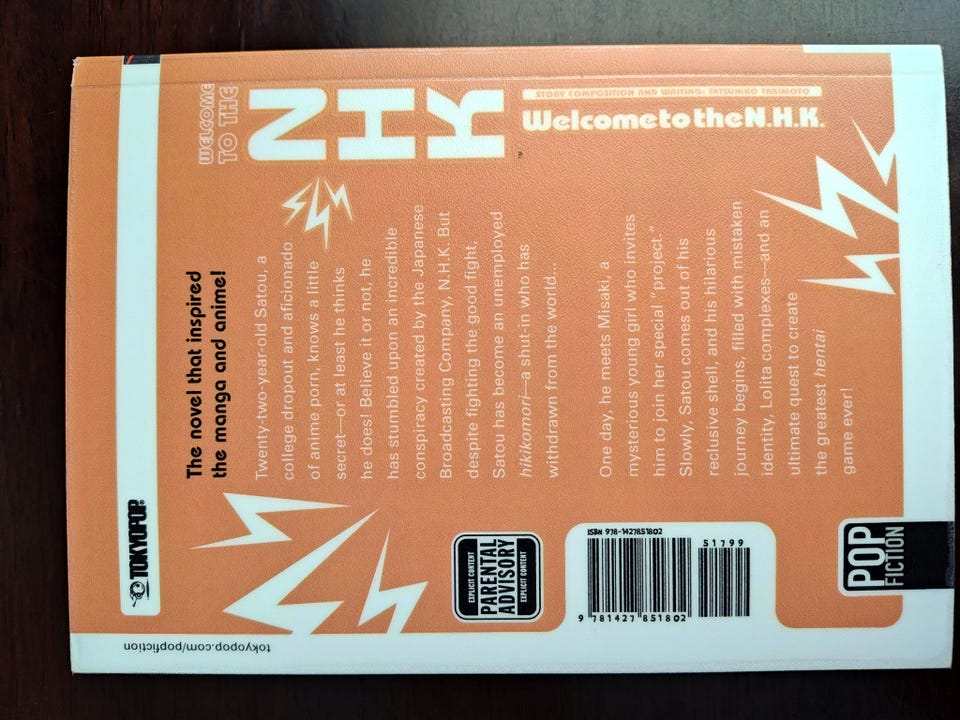 TOKYOPOP
The novel that inspired
the manga and anime!
WELCOME
TO THE
NHK
™
Twenty-two-year-old Satou, a
college dropout and aficionado
of anime porn, knows a little
secret—or at least he thinks
he does! Believe it or not, he
has stumbled upon an incredible
conspiracy created by the Japanese
Broadcasting Company, N.H.K. But
despite fighting the good fight,
Satou has become an unemployed
hikikomori—a shut-in who has
withdrawn from the world...
One day, he meets Misaki, a
mysterious young girl who invites
him to join her special "project."
Slowly, Satou comes out of his
reclusive shell, and his hilarious
journey begins, filled with mistaken
identity, Lolita complexes—and an
ultimate quest to create
the greatest hentai
game ever!
STORY COMPOSITION AND WRITING: TATSUHIKO TAKIMOTO
Welcome to the N.H.K.
EXPLICIT CONTENT
PARENTAL
ADVISORY
EXPLICIT CONTENT
ISBN 978-1427851802
51799
9 781427 851802
POP
FICTION
tokyopop.com/popfiction